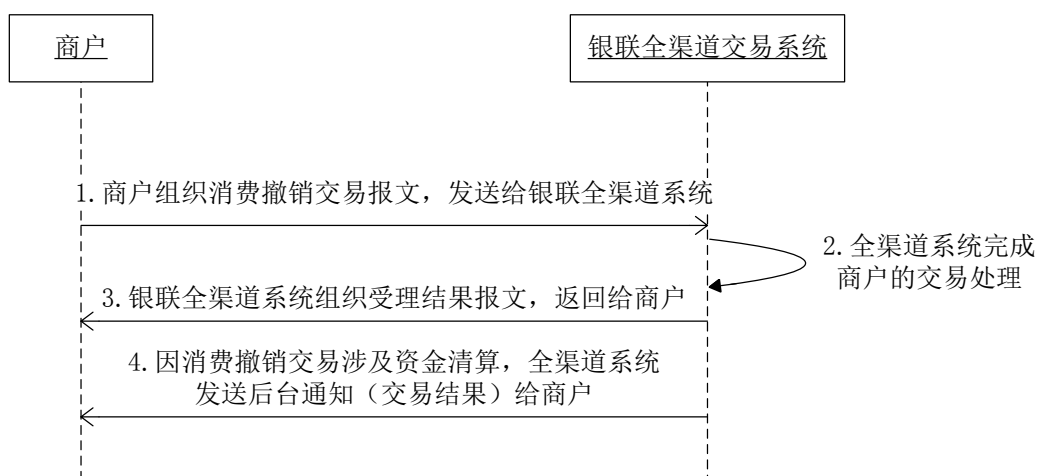 商户
银联全渠道交易系统
1.商户组织消费撤销交易报文，发送给银联全渠道系统
2.全渠道系统完成
商户的交易处理
3.银联全渠道系统组织受理结果报文，返回给商户
4.因消费撤销交易涉及资金清算，全渠道系统
发送后台通知（交易结果）给商户